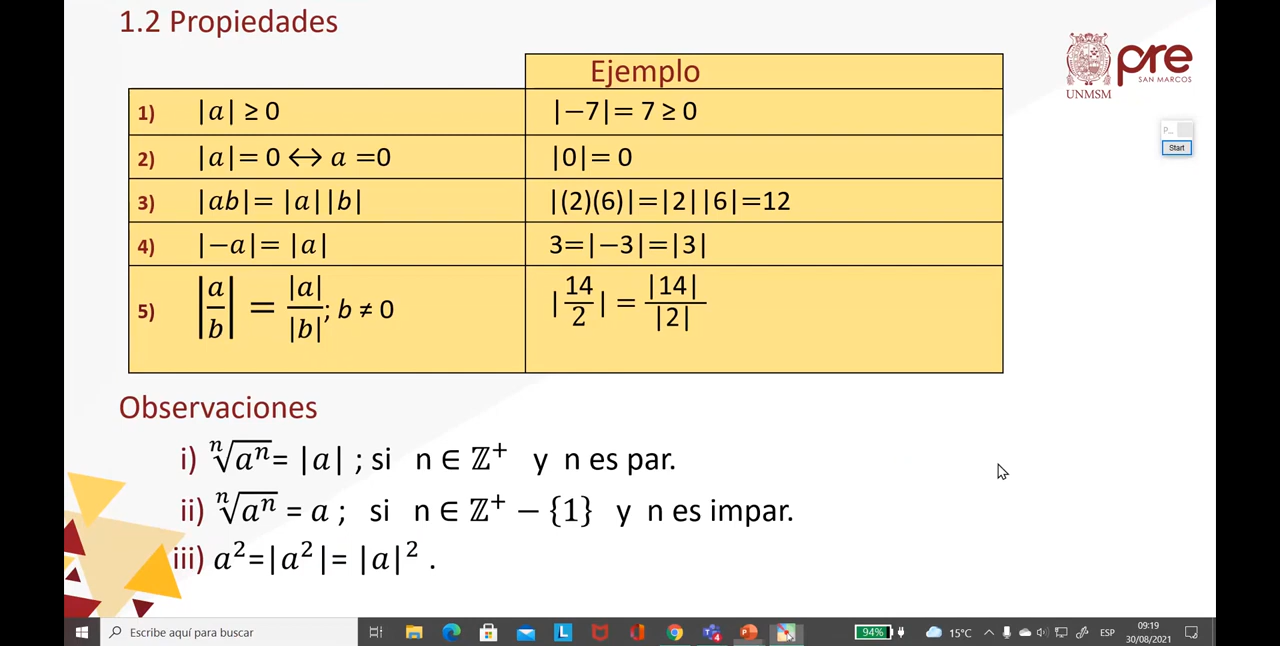 1.2 Propiedades
pre
SAN MARCOS
UNMSM
Ejemplo
1) |a| ≥ 0 |−7|= 7 ≥ 0
2) |a|= 0 ↔ a =0 |0|= 0
3) |ab|= |a||b| |(2)(6)|=|2||6|=12
4) |−a|= |a| 3=|−3|=|3|
5) |a/b| = |a|/|b|; b ≠ 0 |14/2| = |14|/|2|
P...
Start
Observaciones
i) ⁿ√aⁿ= |a| ; si n ∈ ℤ⁺ y n es par.
ii) ⁿ√aⁿ = a ; si n ∈ ℤ⁺ − {1} y n es impar.
iii) a²=|a²|= |a|² .
Escribe aquí para buscar
L
4
94%
15°C
ESP
09:19
30/08/2021